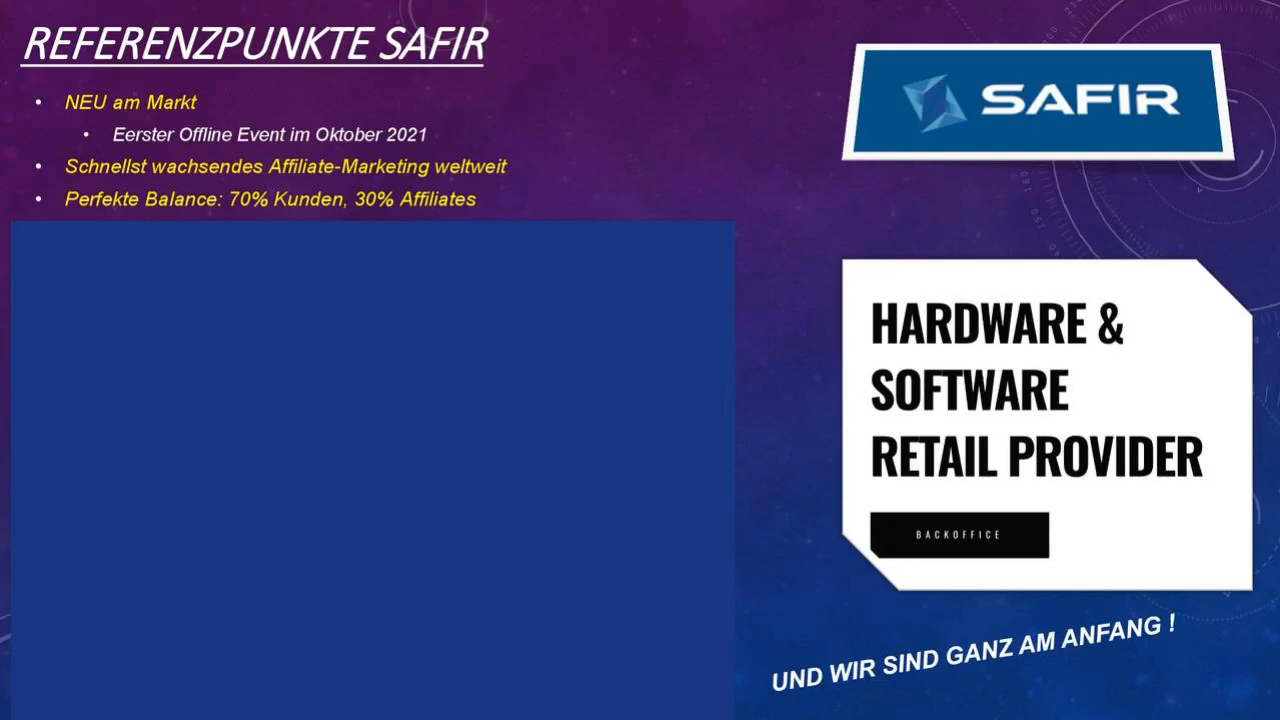 REFERENZPUNKTE SAFIR
• NEU am Markt
• Eerster Offline Event im Oktober 2021
• Schnellst wachsendes Affiliate-Marketing weltweit
• Perfekte Balance: 70% Kunden, 30% Affiliates
SAFIR
HARDWARE &
SOFTWARE
RETAIL PROVIDER
BACKOFFICE
UND WIR SIND GANZ AM ANFANG !